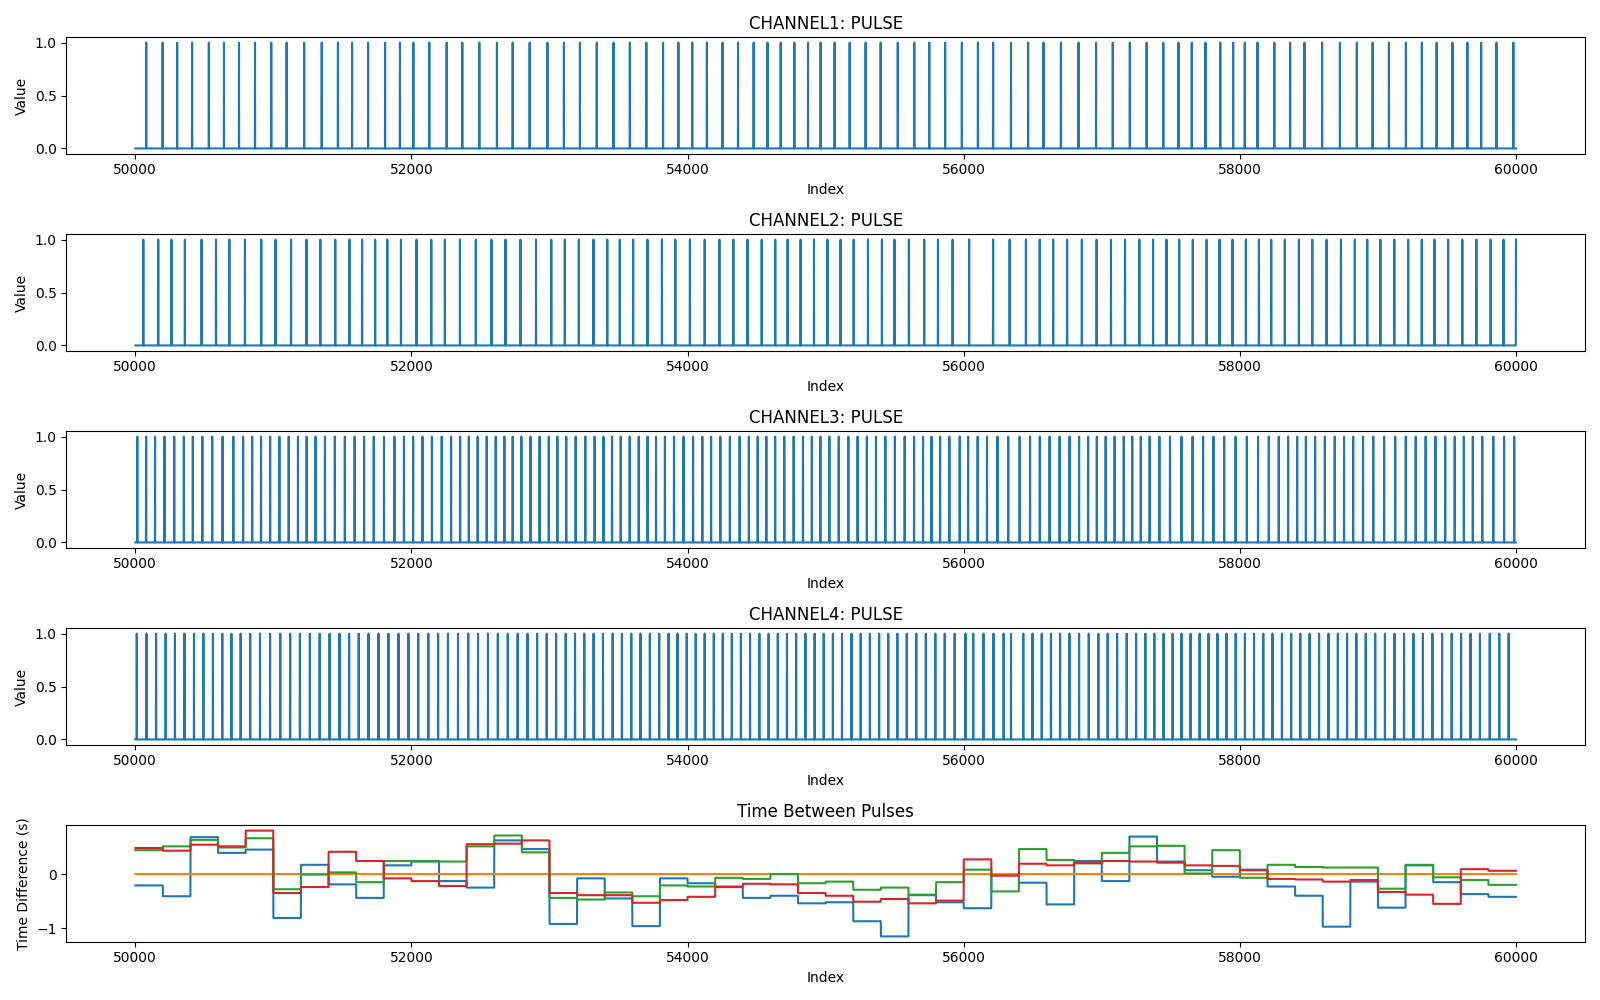 CHANNEL1: PULSE
1.0
0.5
0.0
Value
50000 52000 54000 56000 58000 60000
Index
CHANNEL2: PULSE
1.0
0.5
0.0
Value
50000 52000 54000 56000 58000 60000
Index
CHANNEL3: PULSE
1.0
0.5
0.0
Value
50000 52000 54000 56000 58000 60000
Index
CHANNEL4: PULSE
1.0
0.5
0.0
Value
50000 52000 54000 56000 58000 60000
Index
Time Between Pulses
0
−1
Time Difference (s)
50000 52000 54000 56000 58000 60000
Index